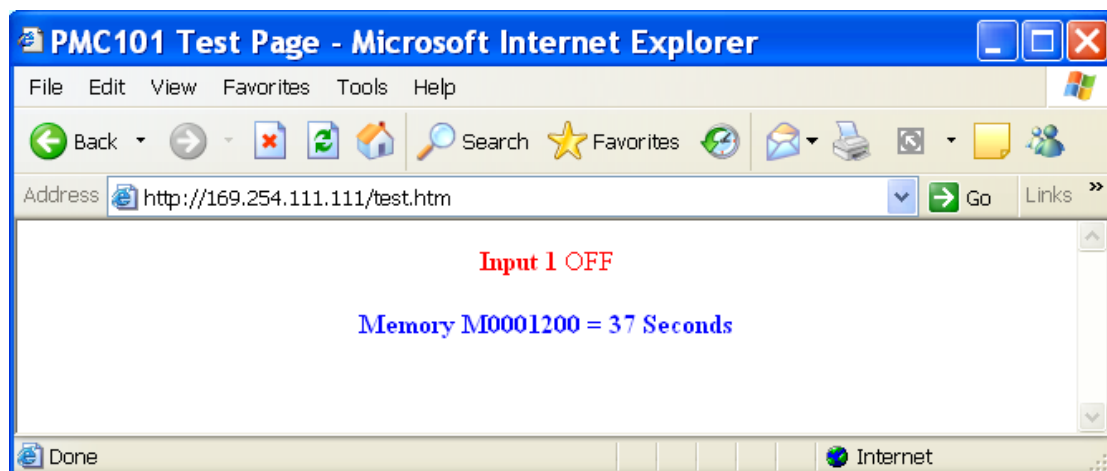 PMC101 Test Page - Microsoft Internet Explorer
File Edit View Favorites Tools Help
Back Search Favorites
Address http://169.254.111.111/test.htm Go Links »
Input 1 OFF
Memory M0001200 = 37 Seconds
Done Internet